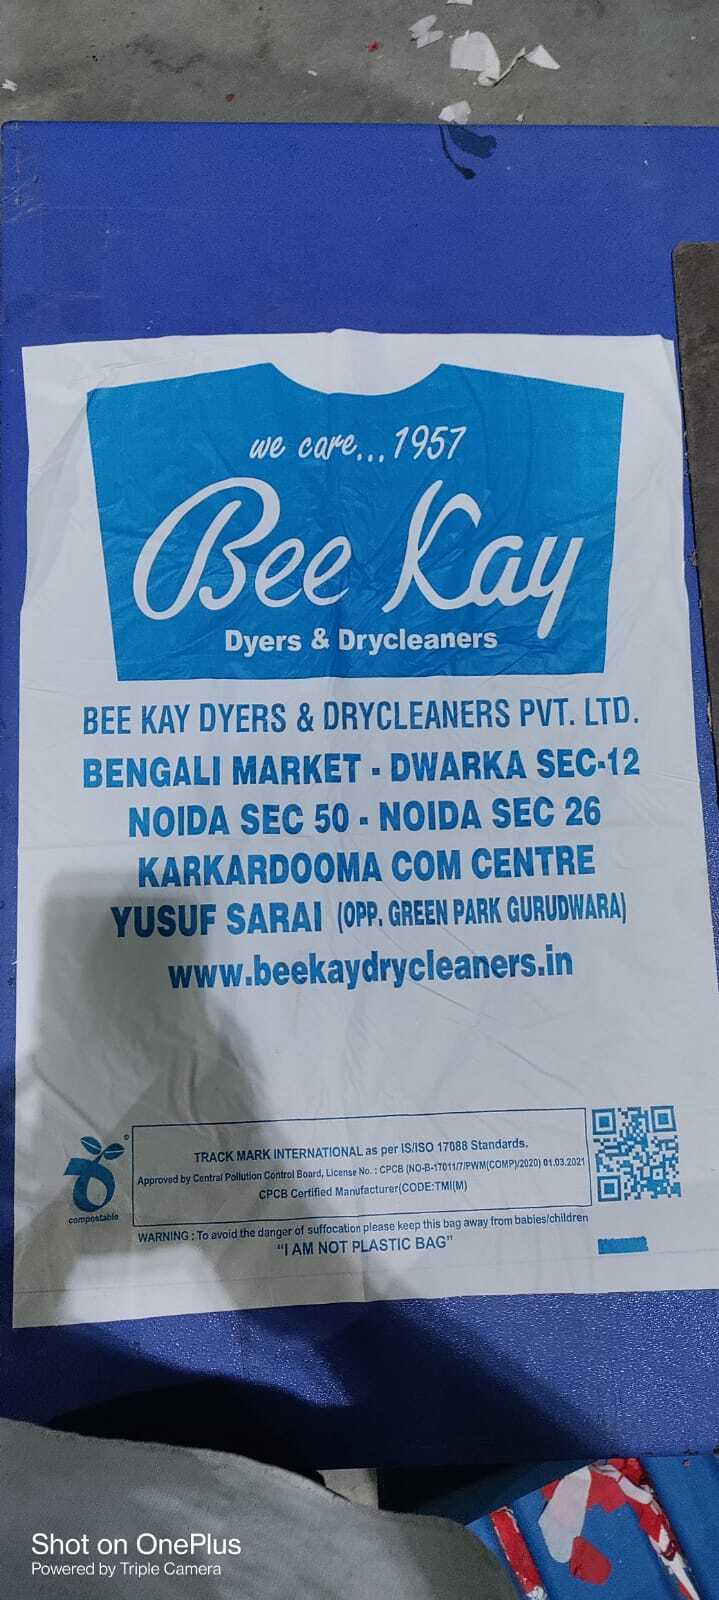 we care...1957
Bee Kay
Dyers & Drycleaners
BEE KAY DYERS & DRYCLEANERS PVT. LTD.
BENGALI MARKET - DWARKA SEC-12
NOIDA SEC 50 - NOIDA SEC 26
KARKARDOOMA COM CENTRE
YUSUF SARAI (OPP. GREEN PARK GURUDWARA)
www.beekaydrycleaners.in
TRACK MARK INTERNATIONAL as per IS/ISO 17088 Standards.
Approved by Central Pollution Control Board, License No. : CPCB (NO-B-17011/7/PWM(COMP)/2020) 01.03.2021
CPCB Certified Manufacturer(CODE:TMI(M)
compostable
WARNING : To avoid the danger of suffocation please keep this bag away from babies/children
"I AM NOT PLASTIC BAG"
Shot on OnePlus
Powered by Triple Camera